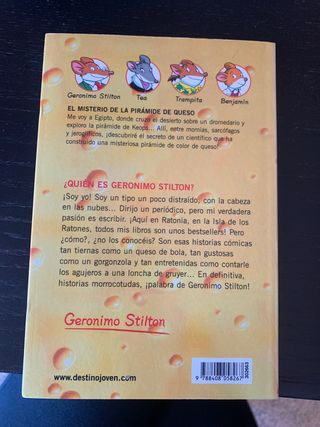 Geronimo Stilton
Tea
Trampita
Benjamín
EL MISTERIO DE LA PIRÁMIDE DE QUESO
Me voy a Egipto, donde cruzo el desierto sobre un dromedario y
exploro la pirámide de Keops... Allí, entre momias, sarcófagos
y jeroglíficos, ¡descubriré el secreto de un científico que ha
construido una misteriosa pirámide de color de queso!
¿QUIÉN ES GERONIMO STILTON?
¡Soy yo! Soy un tipo un poco distraído, con la cabeza
en las nubes... Dirijo un periódico, pero mi verdadera
pasión es escribir. ¡Aquí en Ratonia, en la Isla de los
Ratones, todos mis libros son unos bestsellers! Pero
¿cómo?, ¿no los conocéis? Son esas historias cómicas
tan tiernas como un queso de bola, tan gustosas
como un gorgonzola y tan entretenidas como contarle
los agujeros a una loncha de gruyer... En definitiva,
historias morrocotudas, ¡palabra de Geronimo Stilton!
Geronimo Stilton
www.destinojoven.com
9 788408 058267
302663